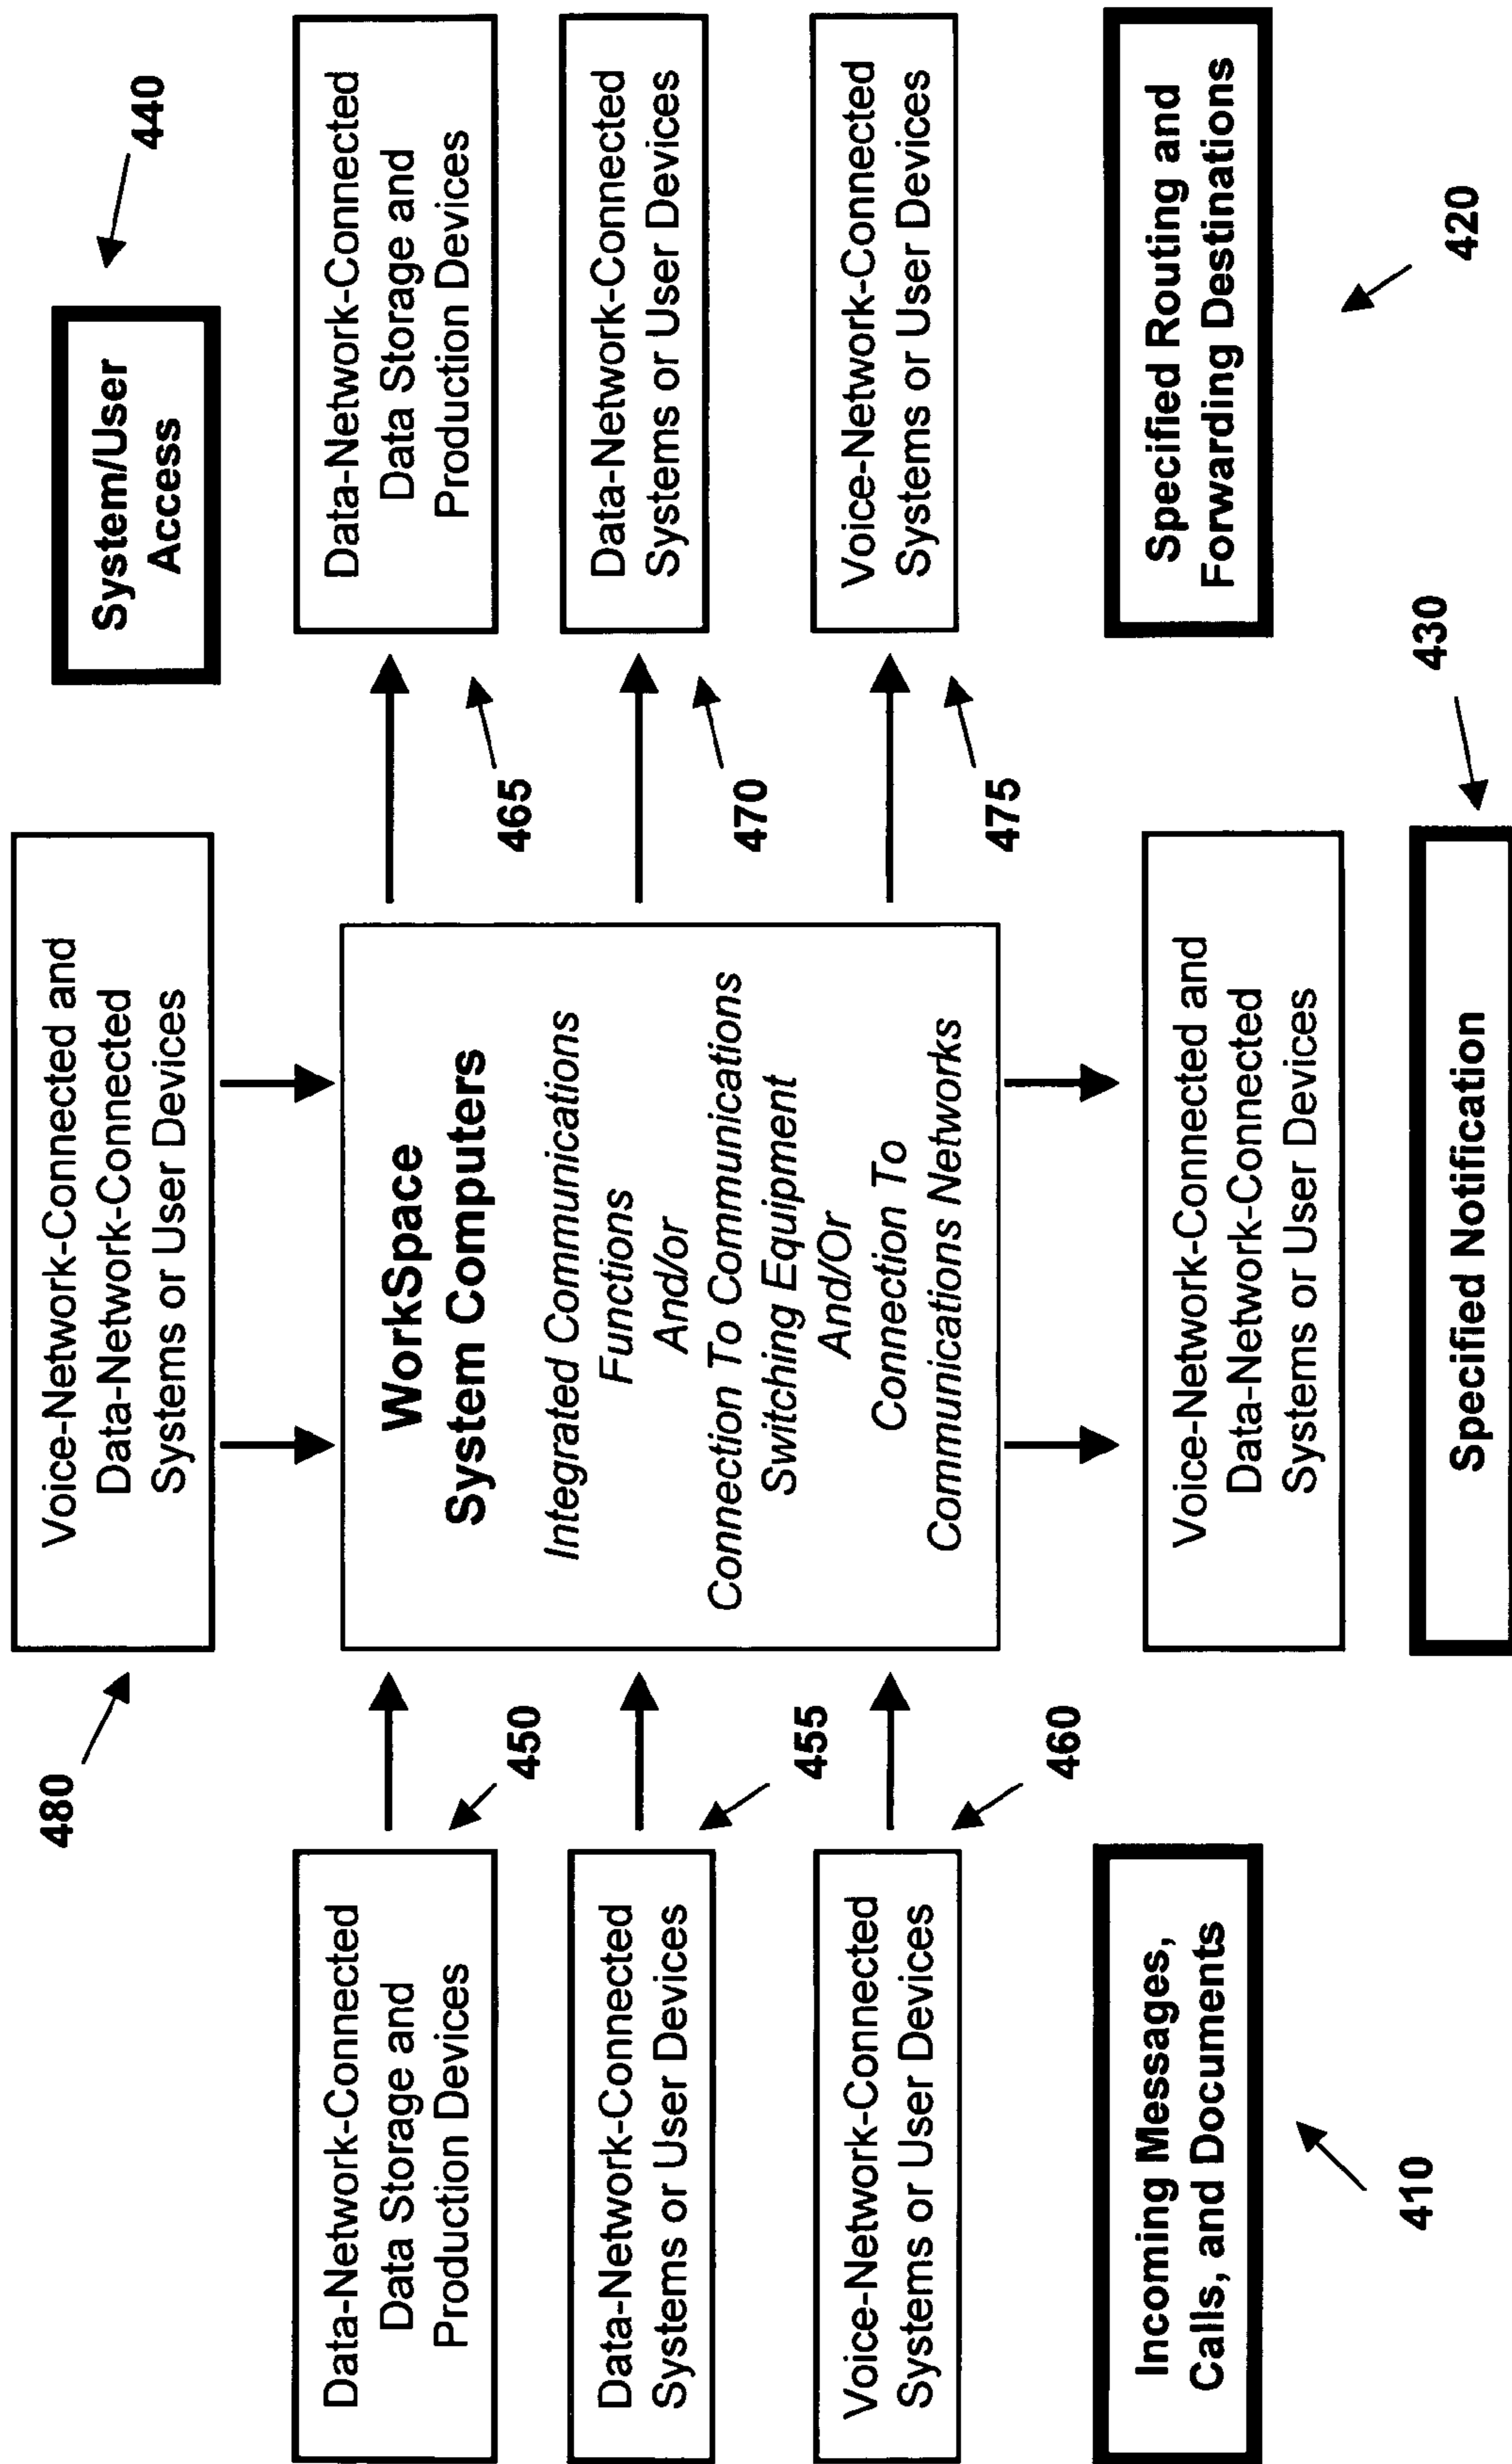 480
Voice-Network-Connected and
Data-Network-Connected
Systems or User Devices
System/User
Access
440
Data-Network-Connected
Data Storage and
Production Devices
450
Data-Network-Connected
Systems or User Devices
455
Voice-Network-Connected
Systems or User Devices
460
Incoming Messages,
Calls, and Documents
410
WorkSpace
System Computers
Integrated Communications
Functions
And/or
Connection To Communications
Switching Equipment
And/Or
Connection To
Communications Networks
Data-Network-Connected
Data Storage and
Production Devices
465
Data-Network-Connected
Systems or User Devices
470
Voice-Network-Connected
Systems or User Devices
475
Specified Routing and
Forwarding Destinations
420
Voice-Network-Connected and
Data-Network-Connected
Systems or User Devices
Specified Notification
430